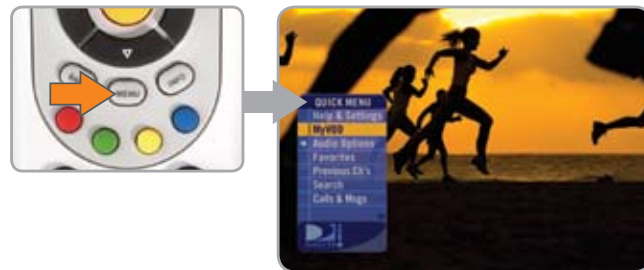 MENU
INFO
QUICK MENU
Help & Settings
MyVOD
Audio Options
Favorites
Previous Ch's
Search
Calls & Msgs